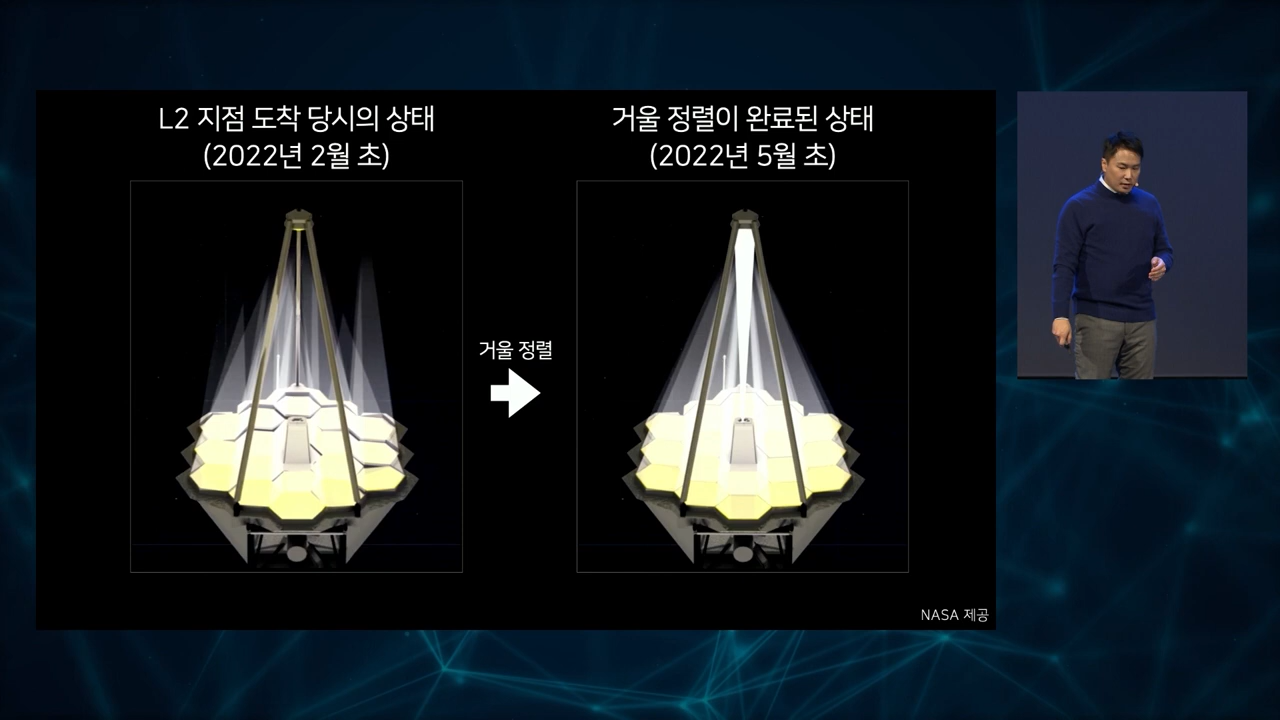 L2 지점 도착 당시의 상태
(2022년 2월 초)
거울 정렬이 완료된 상태
(2022년 5월 초)
거울 정렬
NASA 제공